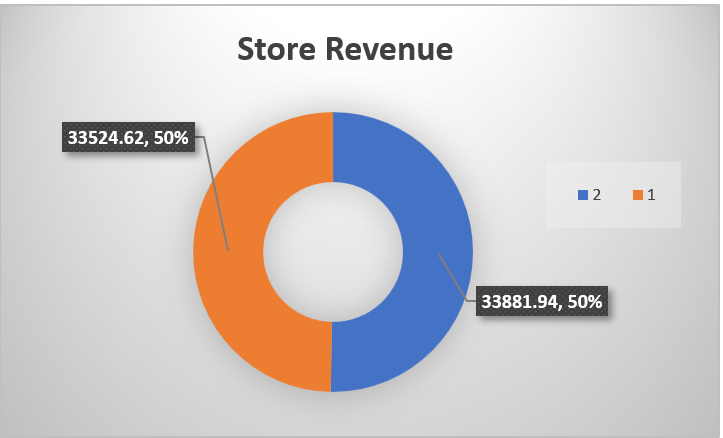 Store Revenue
33524.62, 50%
2 1
33881.94, 50%